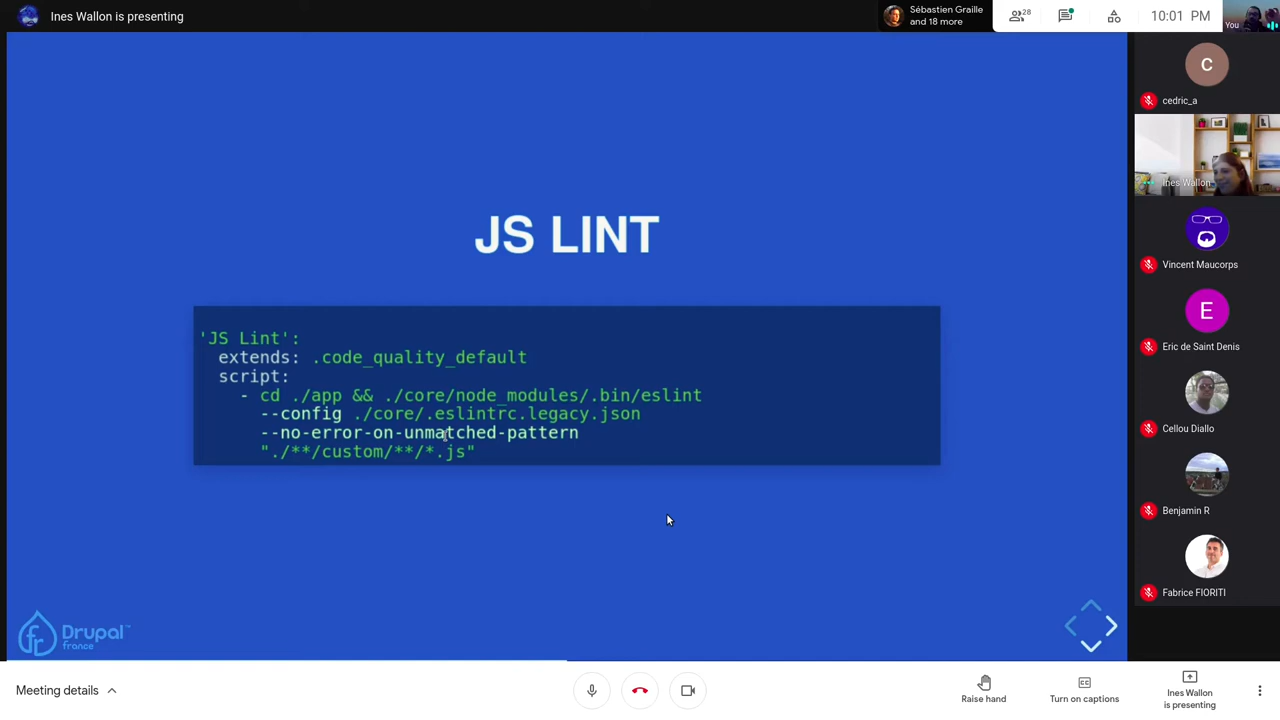 Ines Wallon is presenting
Sébastien Graille
and 18 more
28
10:01 PM
You
JS LINT
'JS Lint':
extends: .code_quality_default
script:
- cd ./app && ./core/node_modules/.bin/eslint
--config ./core/.eslintrc.legacy.json
--no-error-on-unmatched-pattern
"./**/custom/**/*.js"
fr Drupal™
france
C
cedric_a
Ines Wallon
Vincent Maucorps
E
Eric de Saint Denis
Cellou Diallo
Benjamin R
Fabrice FIORITI
Meeting details
Raise hand
CC
Turn on captions
Ines Wallon
is presenting